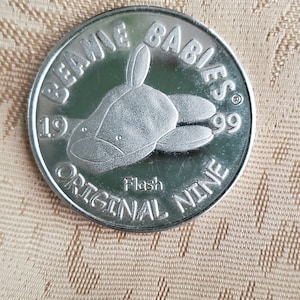 BEANIE BABIES®
19 99
Flash
ORIGINAL NINE